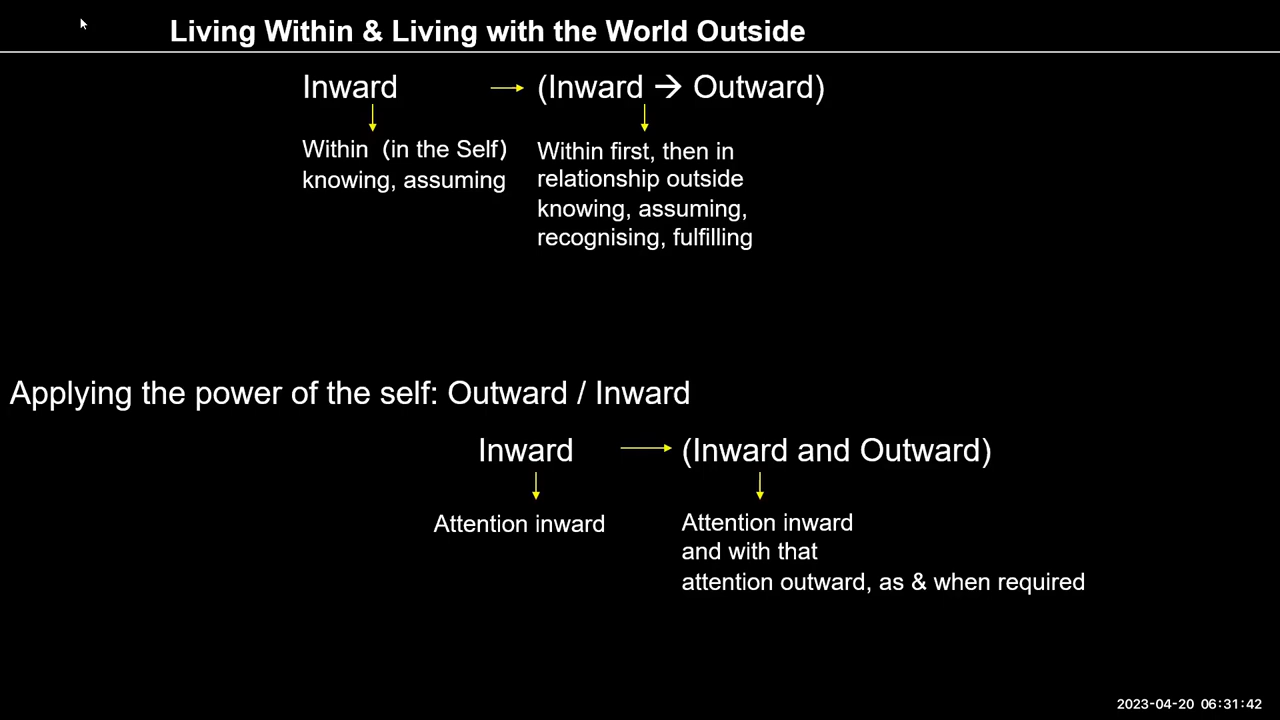 Living Within & Living with the World Outside
Inward → (Inward → Outward)
Within (in the Self)
knowing, assuming
Within first, then in
relationship outside
knowing, assuming,
recognising, fulfilling
Applying the power of the self: Outward / Inward
Inward → (Inward and Outward)
Attention inward
Attention inward
and with that
attention outward, as & when required
2023-04-20 06:31:42